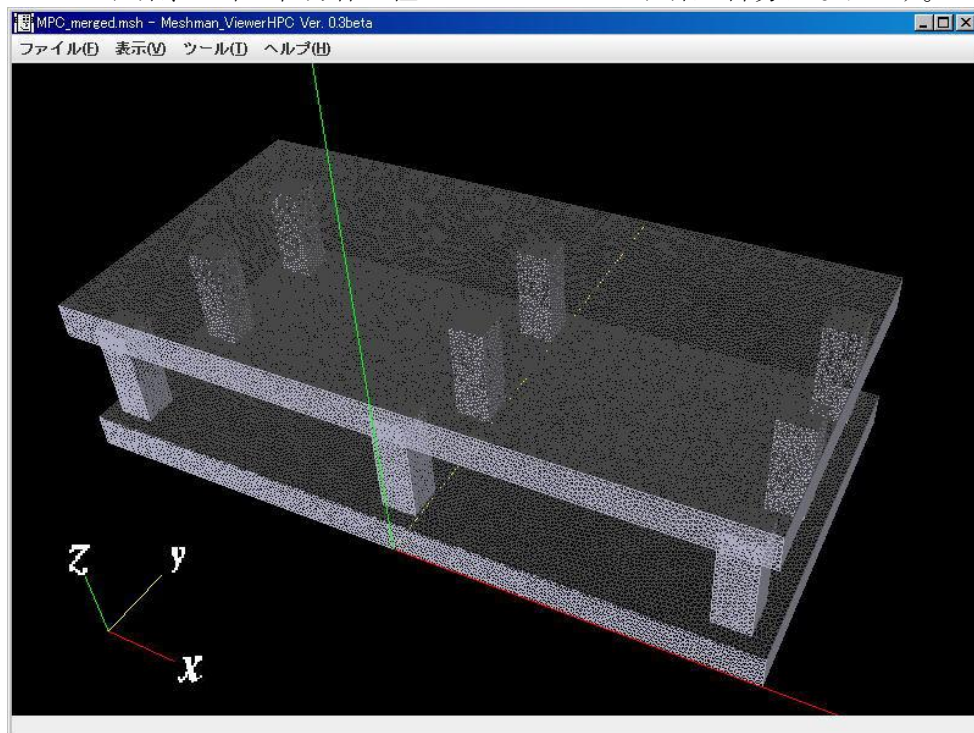 MPC_merged.msh - Meshman_ViewerHPC Ver. 0.3beta
ファイル(F) 表示(V) ツール(T) ヘルプ(H)
Z
y
X